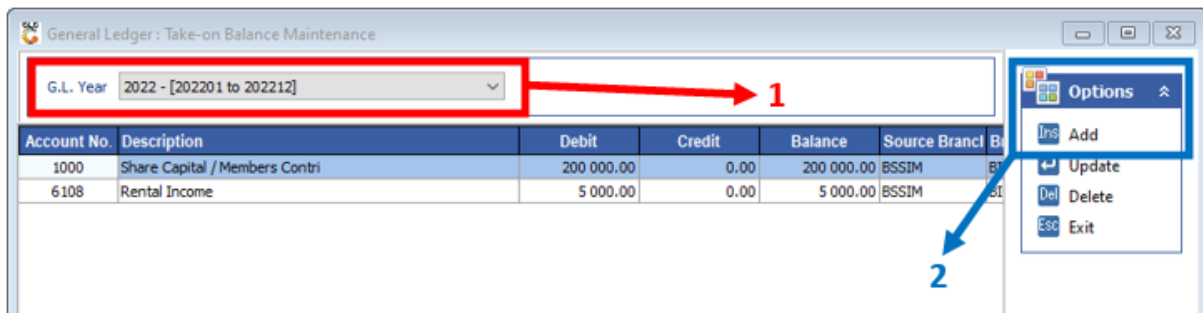 General Ledger : Take-on Balance Maintenance
G.L. Year 2022 - [202201 to 202212]
1
Options
Account No. Description Debit Credit Balance Source Brancl
1000 Share Capital / Members Contri 200 000.00 0.00 200 000.00 BSSIM
6108 Rental Income 5 000.00 0.00 5 000.00 BSSIM
Ins Add
Update
Del Delete
Esc Exit
2